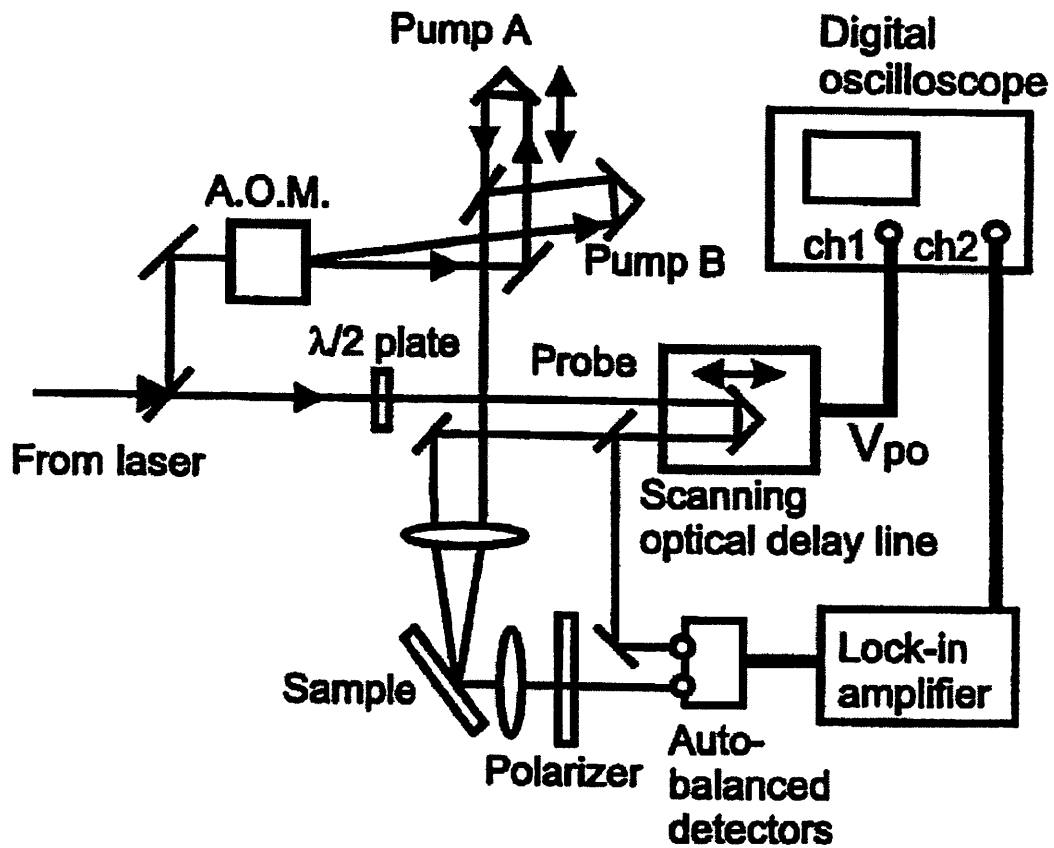 Pump A
Digital
oscilloscope
A.O.M.
ch1
ch2
Pump B
λ/2 plate
Probe
From laser
Vpo
Scanning
optical delay line
Sample
Lock-in
amplifier
Polarizer
Auto-
balanced
detectors